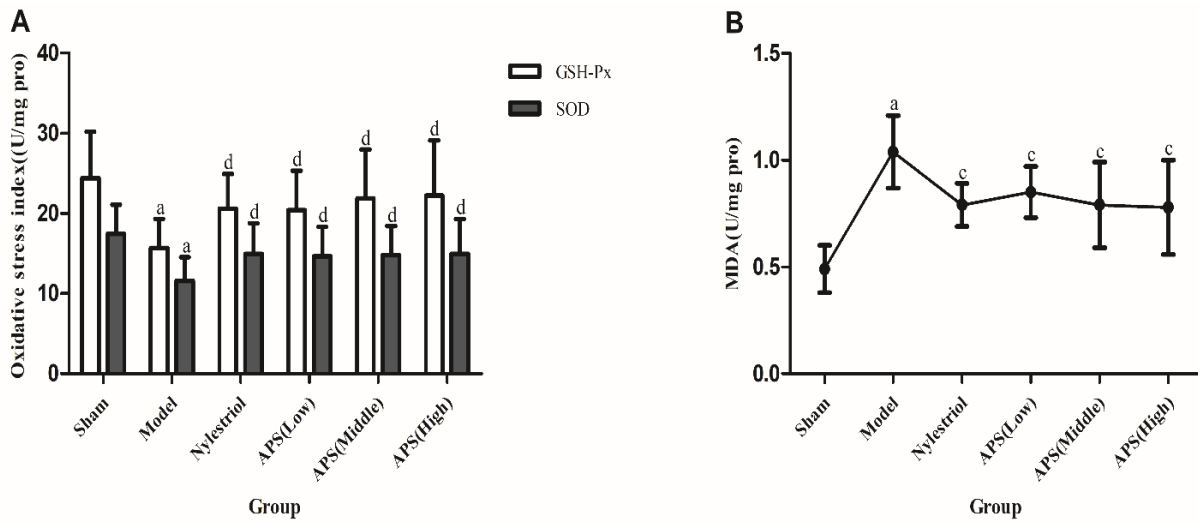 A
Oxidative stress index((U/mg pro)
40
30
20
10
0
a
a
d
d
d
d
d
d
d
d
Sham
Model
Nylestriol
APS(Low)
APS(Middle)
APS(High)
Group
GSH-Px
SOD
B
MDA(U/mg pro)
1.5
1.0
0.5
0.0
a
c
c
c
c
Sham
Model
Nylestriol
APS(Low)
APS(Middle)
APS(High)
Group